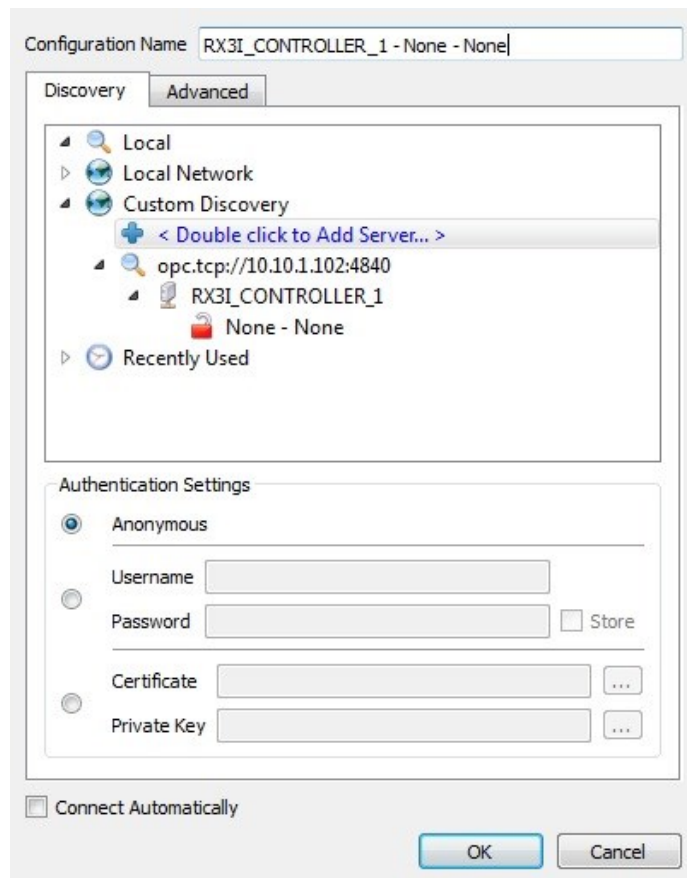 Configuration Name RX3I_CONTROLLER_1 - None - None
Discovery Advanced
Local
Local Network
Custom Discovery
< Double click to Add Server... >
opc.tcp://10.10.1.102:4840
RX3I_CONTROLLER_1
None - None
Recently Used
Authentication Settings
Anonymous
Username
Password Store
Certificate ...
Private Key ...
Connect Automatically
OK Cancel